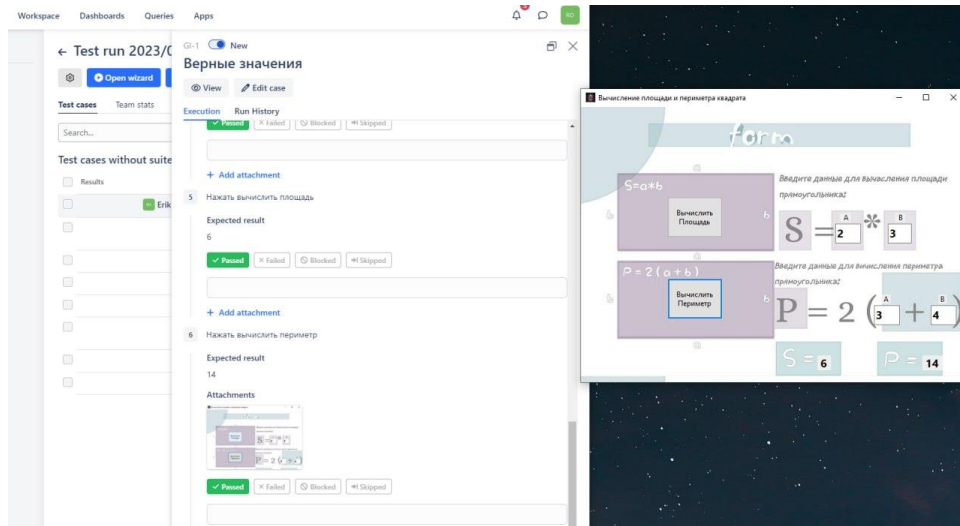 Workspace Dashboards Queries Apps
4
RO
← Test run 2023/0
Open wizard
Test cases Team stats
Search...
Test cases without suite
Results
Erik
GI-1 New
Верные значения
View Edit case
Execution Run History
Passed Failed Blocked Skipped
+ Add attachment
5 Нажать вычислить площадь
Expected result
6
Passed Failed Blocked Skipped
+ Add attachment
6 Нажать вычислить периметр
Expected result
14
Attachments
Passed Failed Blocked Skipped
Вычисление площади и периметра квадрата
form
a
S=a*b
b
Вычислить
Площадь
b
a
Введите данные для вычисления площади
прямоугольника:
A B
S = 2 * 3
P = 2(a+b)
b
Вычислить
Периметр
b
a
Введите данные для вычисления периметра
прямоугольника:
A B
P = 2 (3 + 4)
S = 6 P = 14